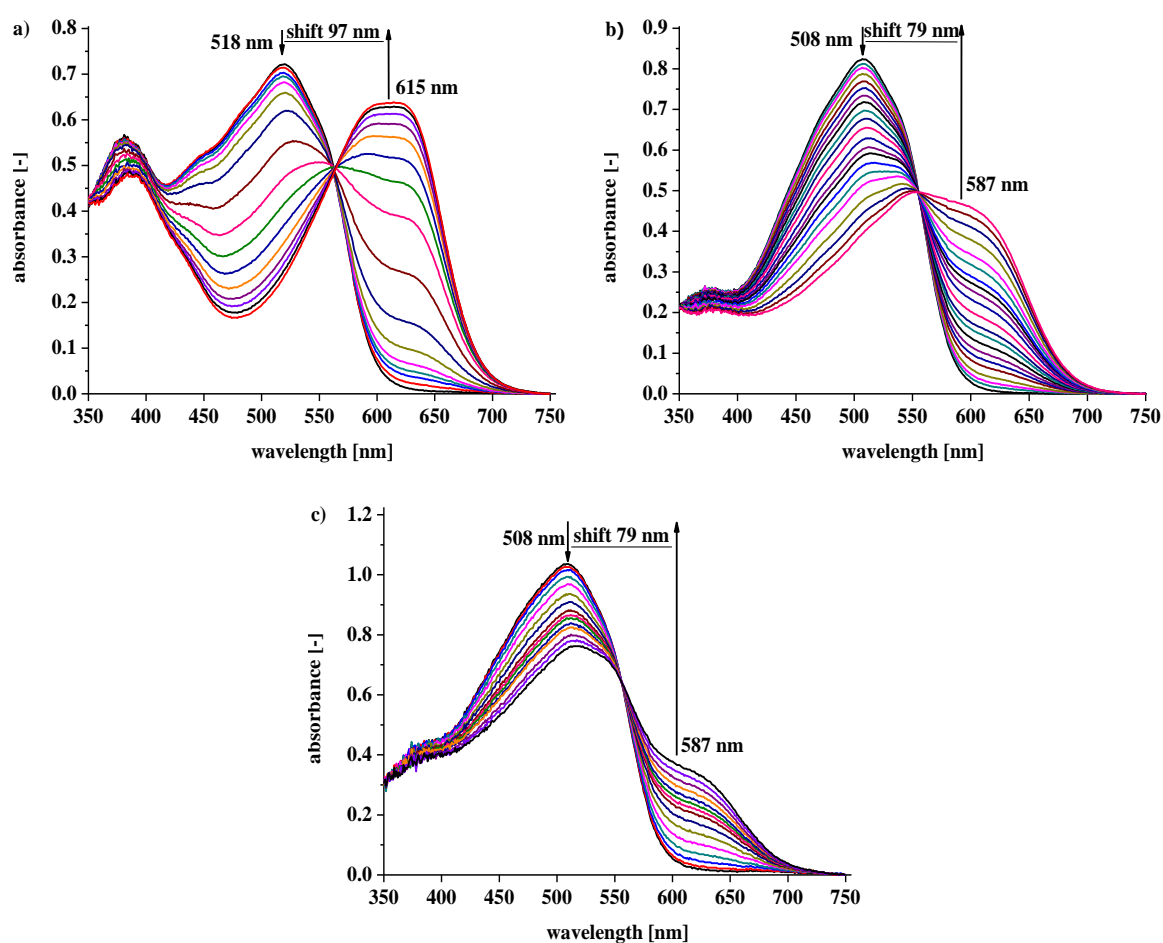 a)
518 nm
shift 97 nm
615 nm
0.8
0.7
0.6
0.5
0.4
0.3
0.2
0.1
0.0
absorbance [-]
350 400 450 500 550 600 650 700 750
wavelength [nm]
b)
508 nm
shift 79 nm
587 nm
0.9
0.8
0.7
0.6
0.5
0.4
0.3
0.2
0.1
0.0
absorbance [-]
350 400 450 500 550 600 650 700 750
wavelength [nm]
c)
508 nm
shift 79 nm
587 nm
1.2
1.0
0.8
0.6
0.4
0.2
0.0
absorbance [-]
350 400 450 500 550 600 650 700 750
wavelength [nm]